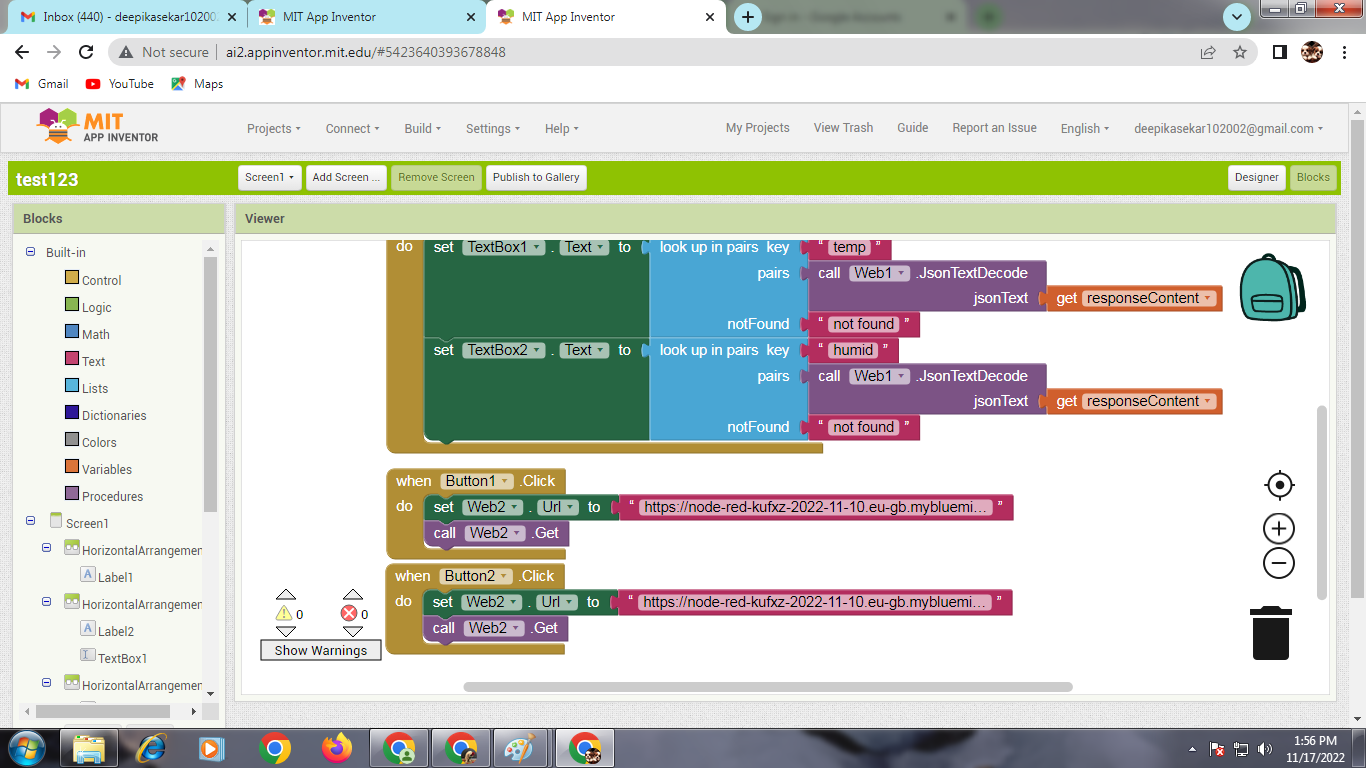 Inbox (440) - deepikasekar10200
MIT App Inventor
MIT App Inventor
Not secure
ai2.appinventor.mit.edu/#5423640393678848
Gmail
YouTube
Maps
MIT
APP INVENTOR
Projects
Connect
Build
Settings
Help
My Projects
View Trash
Guide
Report an Issue
English
deepikasekar102002@gmail.com
test123
Screen1
Add Screen ...
Remove Screen
Publish to Gallery
Designer
Blocks
Blocks
Built-in
Control
Logic
Math
Text
Lists
Dictionaries
Colors
Variables
Procedures
Screen1
HorizontalArrangemen
Label1
HorizontalArrangemen
Label2
TextBox1
HorizontalArrangemen
Viewer
do set TextBox1 . Text to look up in pairs key “ temp ”
pairs call Web1 .JsonTextDecode
jsonText get responseContent
notFound “ not found ”
set TextBox2 . Text to look up in pairs key “ humid ”
pairs call Web1 .JsonTextDecode
jsonText get responseContent
notFound “ not found ”
when Button1 .Click
do set Web2 . Url to “ https://node-red-kufxz-2022-11-10.eu-gb.mybluemi... ”
call Web2 .Get
when Button2 .Click
do set Web2 . Url to “ https://node-red-kufxz-2022-11-10.eu-gb.mybluemi... ”
call Web2 .Get
0
0
Show Warnings
1:56 PM
11/17/2022